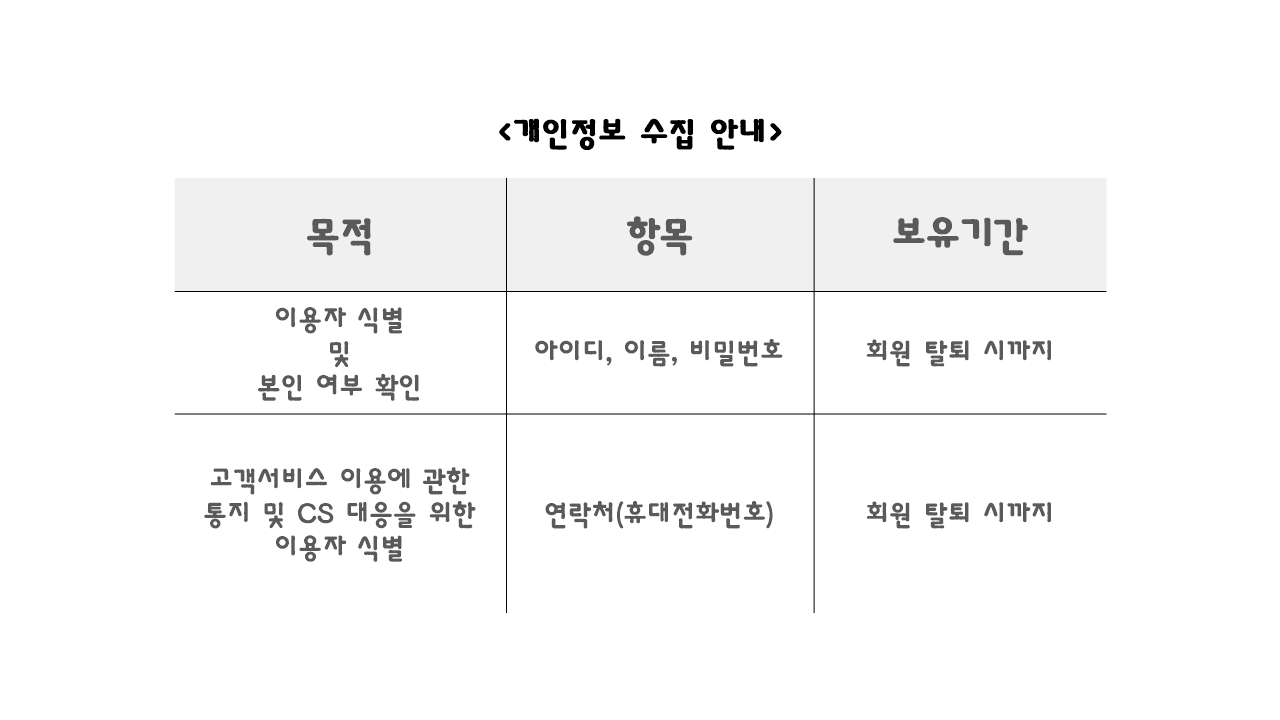 <개인정보 수집 안내>
목적
항목
보유기간
이용자 식별
및
본인 여부 확인
아이디, 이름, 비밀번호
회원 탈퇴 시까지
고객서비스 이용에 관한
통지 및 CS 대응을 위한
이용자 식별
연락처(휴대전화번호)
회원 탈퇴 시까지